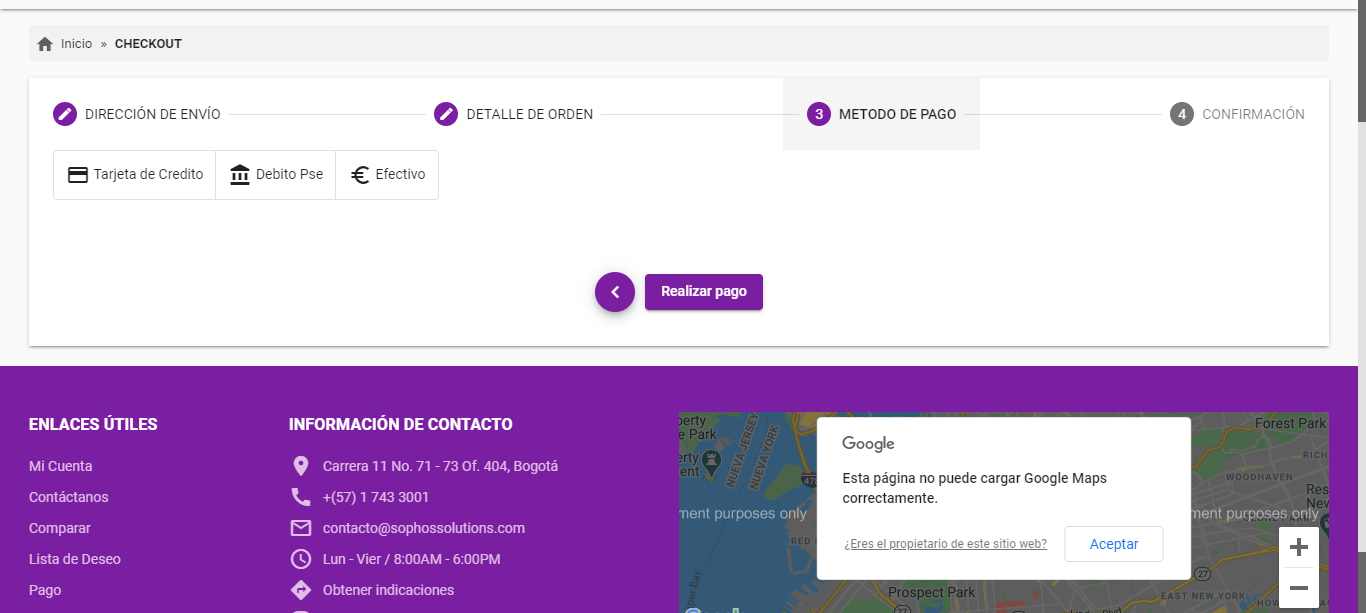 Inicio » CHECKOUT
DIRECCIÓN DE ENVÍO
DETALLE DE ORDEN
3 METODO DE PAGO
4 CONFIRMACIÓN
Tarjeta de Credito
Debito Pse
€ Efectivo
Realizar pago
ENLACES ÚTILES
Mi Cuenta
Contáctanos
Comparar
Lista de Deseo
Pago
INFORMACIÓN DE CONTACTO
Carrera 11 No. 71 - 73 Of. 404, Bogotá
+(57) 1 743 3001
contacto@sophossolutions.com
Lun - Vier / 8:00AM - 6:00PM
Obtener indicaciones
NUEVA JERSEY
NUEVA YORK
Forest Park
WOODHAVEN
ment purposes only
ment purposes only
Google
Esta página no puede cargar Google Maps
correctamente.
¿Eres el propietario de este sitio web?
Aceptar
27
Prospect Park
EAST NEW YORK
27